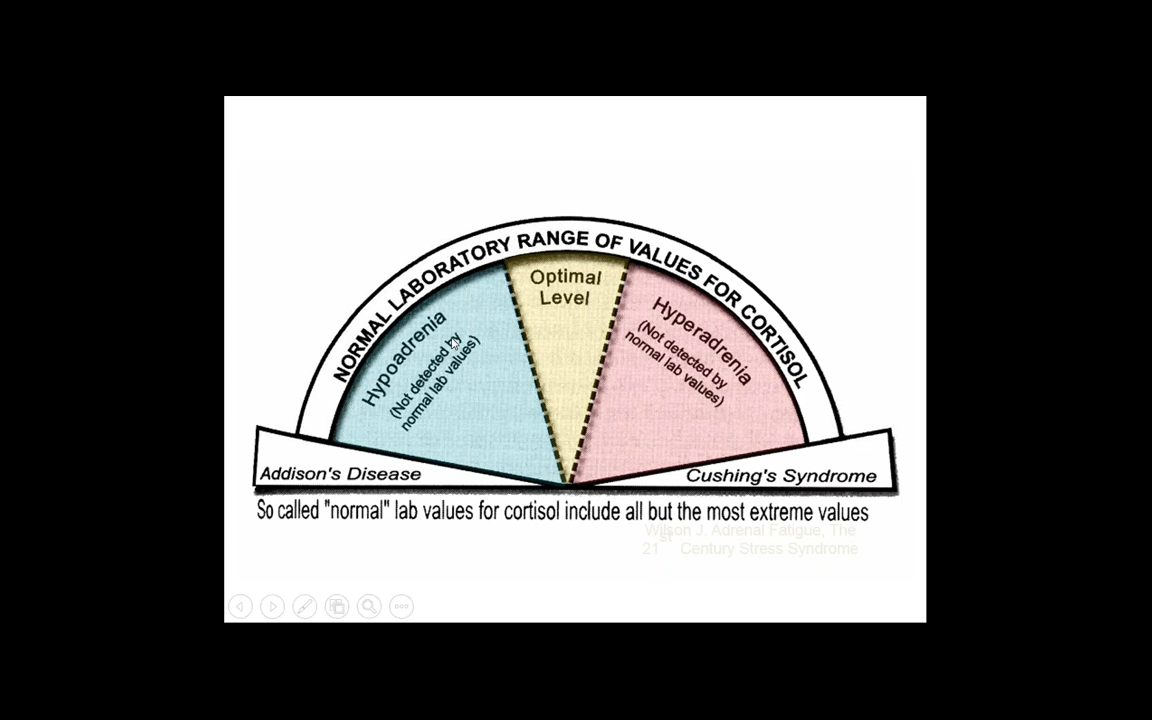 NORMAL LABORATORY RANGE OF VALUES FOR CORTISOL
Optimal
Level
Hypoadrenia
(Not detected by
normal lab values)
Hyperadrenia
(Not detected by
normal lab values)
Addison's Disease
Cushing's Syndrome
So called "normal" lab values for cortisol include all but the most extreme values
Wilson J. Adrenal Fatigue, The
21st Century Stress Syndrome